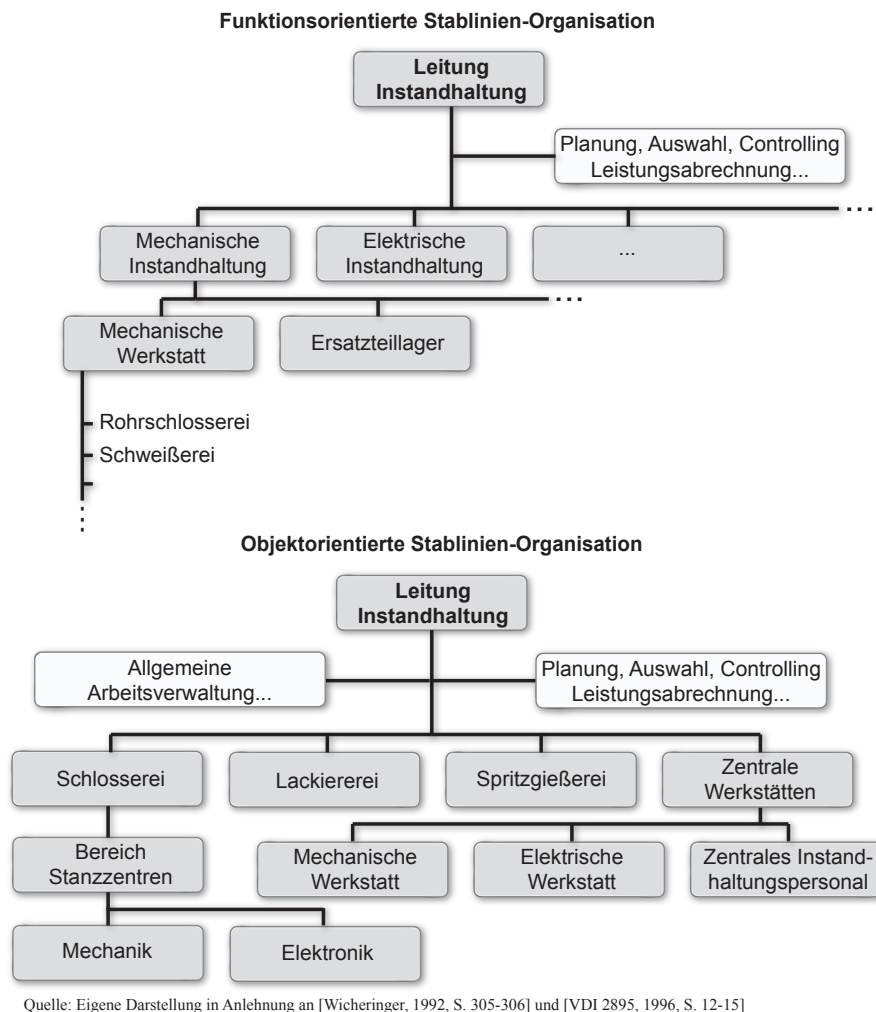 Funktionsorientierte Stablinien-Organisation
Leitung
Instandhaltung
Planung, Auswahl, Controlling
Leistungsabrechnung...
...
Mechanische
Instandhaltung
Elektrische
Instandhaltung
...
...
Mechanische
Werkstatt
Ersatzteillager
Rohrschlosserei
Schweißerei
Objektorientierte Stablinien-Organisation
Leitung
Instandhaltung
Allgemeine
Arbeitsverwaltung...
Planung, Auswahl, Controlling
Leistungsabrechnung...
Schlosserei
Lackiererei
Spritzgießerei
Zentrale
Werkstätten
Bereich
Stanzzentren
Mechanische
Werkstatt
Elektrische
Werkstatt
Zentrales Instand-
haltungspersonal
Mechanik
Elektronik
Quelle: Eigene Darstellung in Anlehnung an [Wicheringer, 1992, S. 305-306] und [VDI 2895, 1996, S. 12-15]